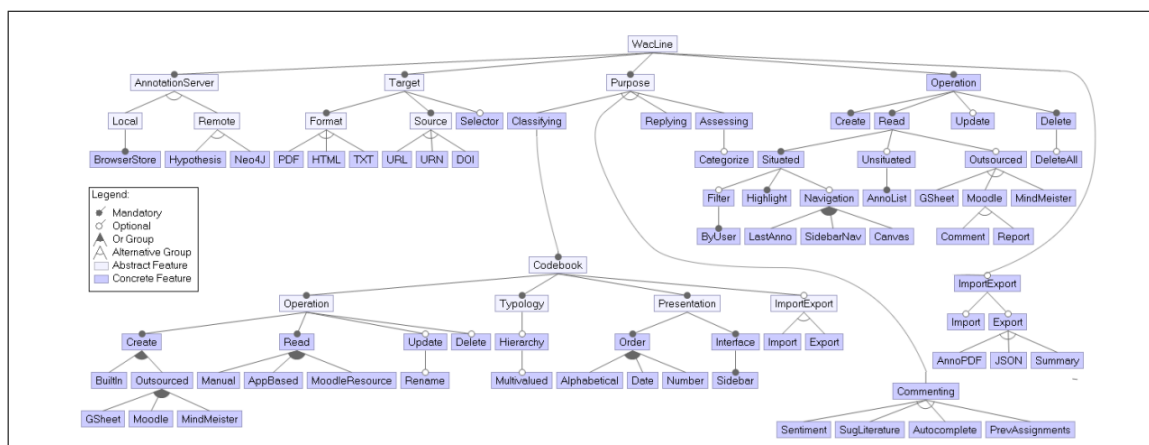 WacLine
AnnotationServer Target Purpose Operation
Local Remote Format Source Selector Classifying Replying Assessing Create Read Update Delete
BrowserStore Hypothesis Neo4J PDF HTML TXT URL URN DOI Categorize Situated Unsituated Outsourced DeleteAll
Legend:
Mandatory
Optional
Or Group
Alternative Group
Abstract Feature
Concrete Feature
Filter Highlight Navigation AnnoList GSheet Moodle MindMeister
ByUser LastAnno SidebarNav Canvas Comment Report
Codebook
ImportExport
Operation Typology Presentation ImportExport
Import Export
Create Read Update Delete Hierarchy Order Interface Import Export
AnnoPDF JSON Summary
BuiltIn Outsourced Manual AppBased MoodleResource Rename Multivalued Alphabetical Date Number Sidebar
Commenting
GSheet Moodle MindMeister
Sentiment SugLiterature Autocomplete PrevAssignments